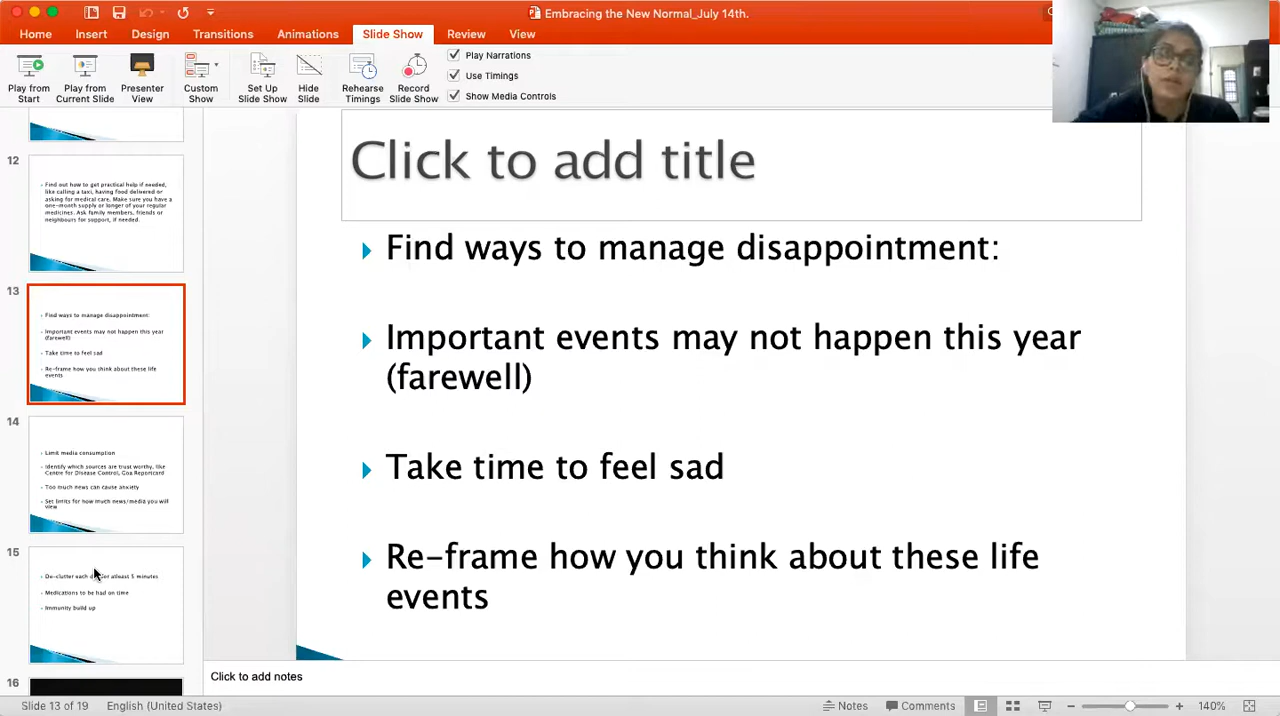 Embracing the New Normal_July 14th.
Home Insert Design Transitions Animations Slide Show Review View
Play from Start
Play from Current Slide
Presenter View
Custom Show
Set Up Slide Show
Hide Slide
Rehearse Timings
Record Slide Show
Play Narrations
Use Timings
Show Media Controls
12
Find out how to get practical help if needed,
like calling a taxi, having food delivered or
asking for medical care. Make sure you have a
one-month supply or longer of your regular
medicines. Ask family members, friends or
neighbours for support, if needed.
13
Find ways to manage disappointment:
Important events may not happen this year
(farewell)
Take time to feel sad
Re-frame how you think about these life
events
14
Limit media consumption
Identify which sources are trust worthy, like
Centre for Disease Control, Goa Reportcard
Too much news can cause anxiety
Set limits for how much news/media you will
view
15
De-clutter each atleast 5 minutes
Medications to be had on time
Immunity build up
16
Click to add title
Find ways to manage disappointment:
Important events may not happen this year
(farewell)
Take time to feel sad
Re-frame how you think about these life
events
Click to add notes
Slide 13 of 19 English (United States) Notes Comments 140%